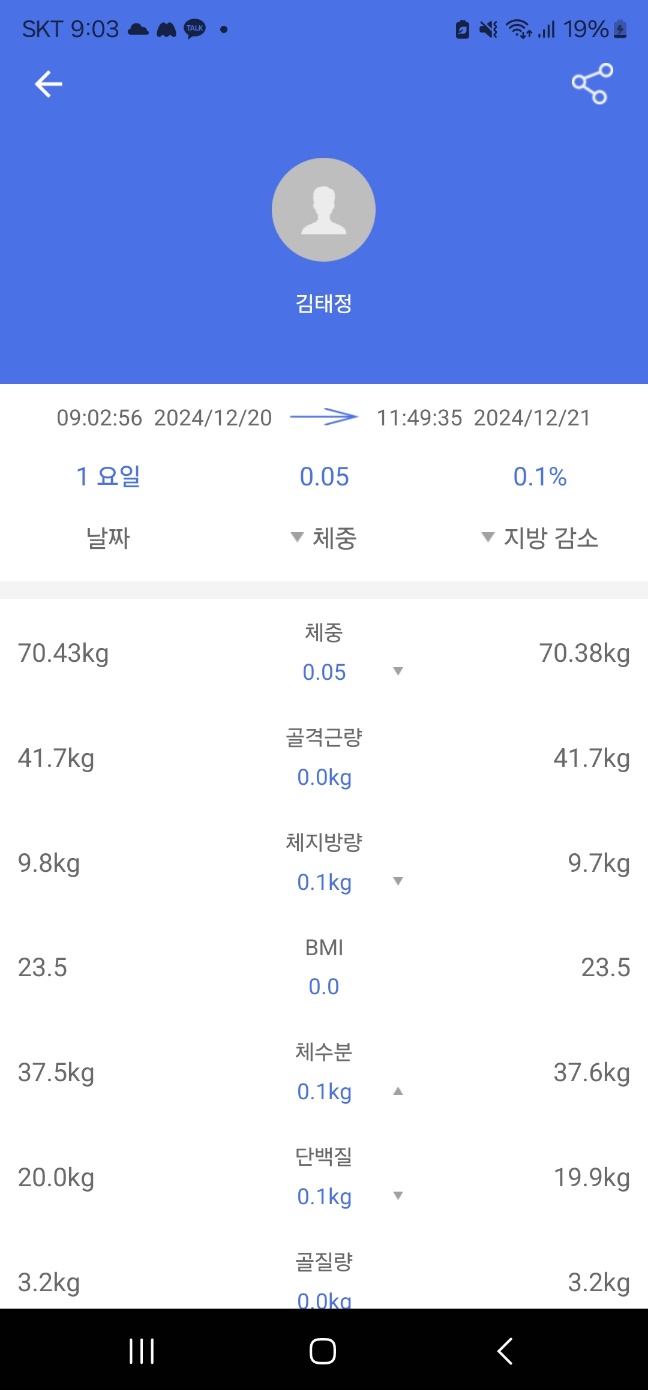 SKT 9:03 TALK 19%
김태정
09:02:56 2024/12/20 11:49:35 2024/12/21
1 요일 0.05 0.1%
날짜 체중 지방 감소
체중
70.43kg 0.05 70.38kg
골격근량
41.7kg 0.0kg 41.7kg
체지방량
9.8kg 0.1kg 9.7kg
BMI
23.5 0.0 23.5
체수분
37.5kg 0.1kg 37.6kg
단백질
20.0kg 0.1kg 19.9kg
골질량
3.2kg 0.0kg 3.2kg